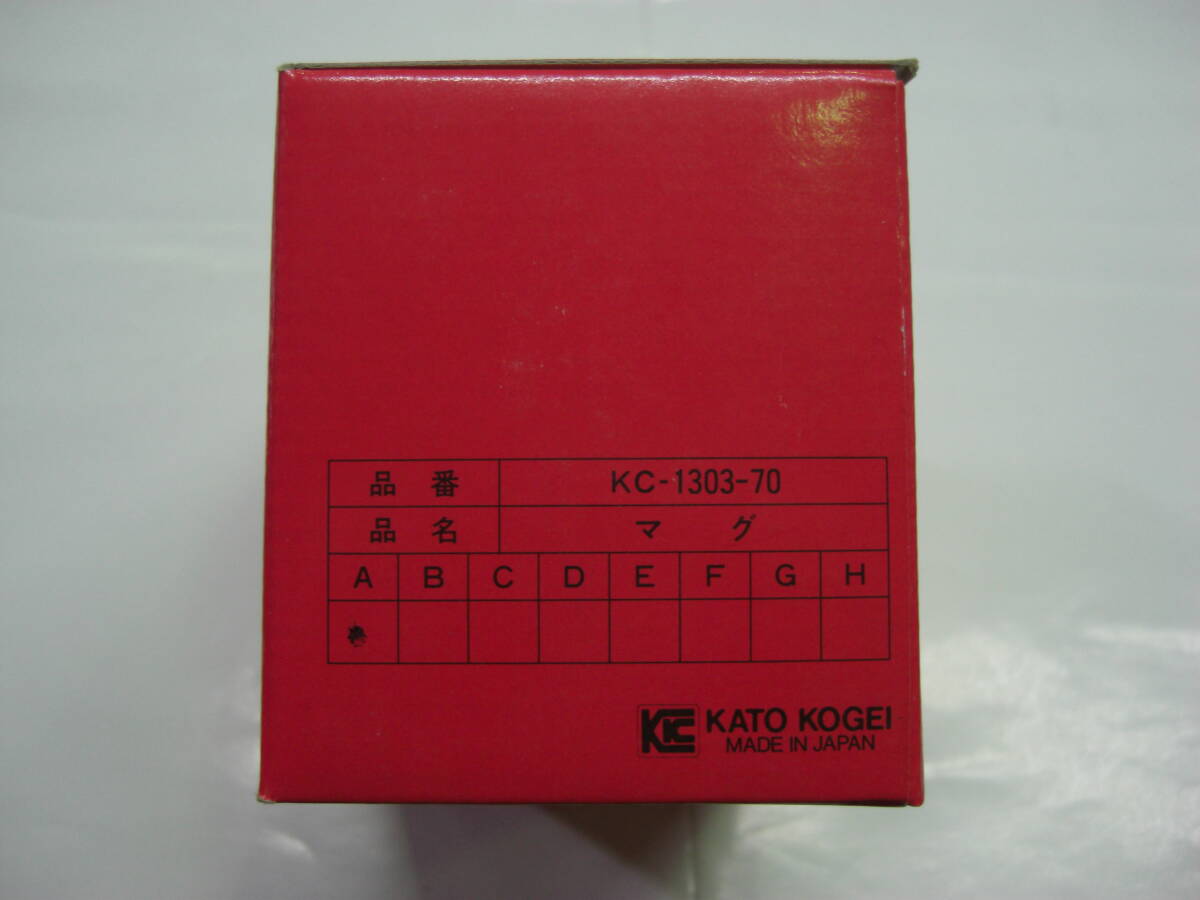 品番 KC-1303-70
品名 マグ
A B C D E F G H
KC KATO KOGEI
MADE IN JAPAN